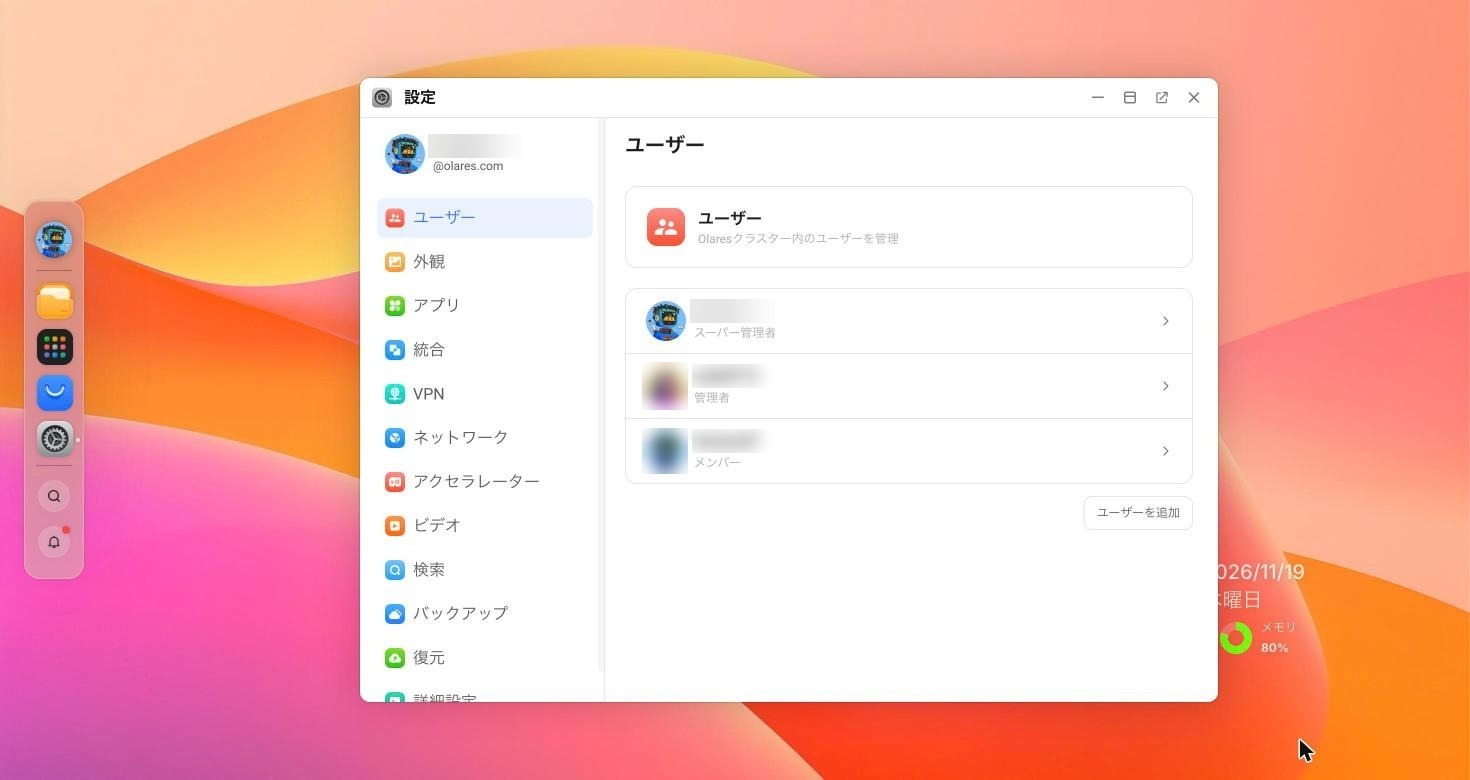 設定
@olares.com
ユーザー
外観
アプリ
統合
VPN
ネットワーク
アクセラレーター
ビデオ
検索
バックアップ
復元
詳細設定
ユーザー
ユーザー
Olaresクラスター内のユーザーを管理
スーパー管理者
管理者
メンバー
ユーザーを追加
026/11/19
曜日
メモリ
80%